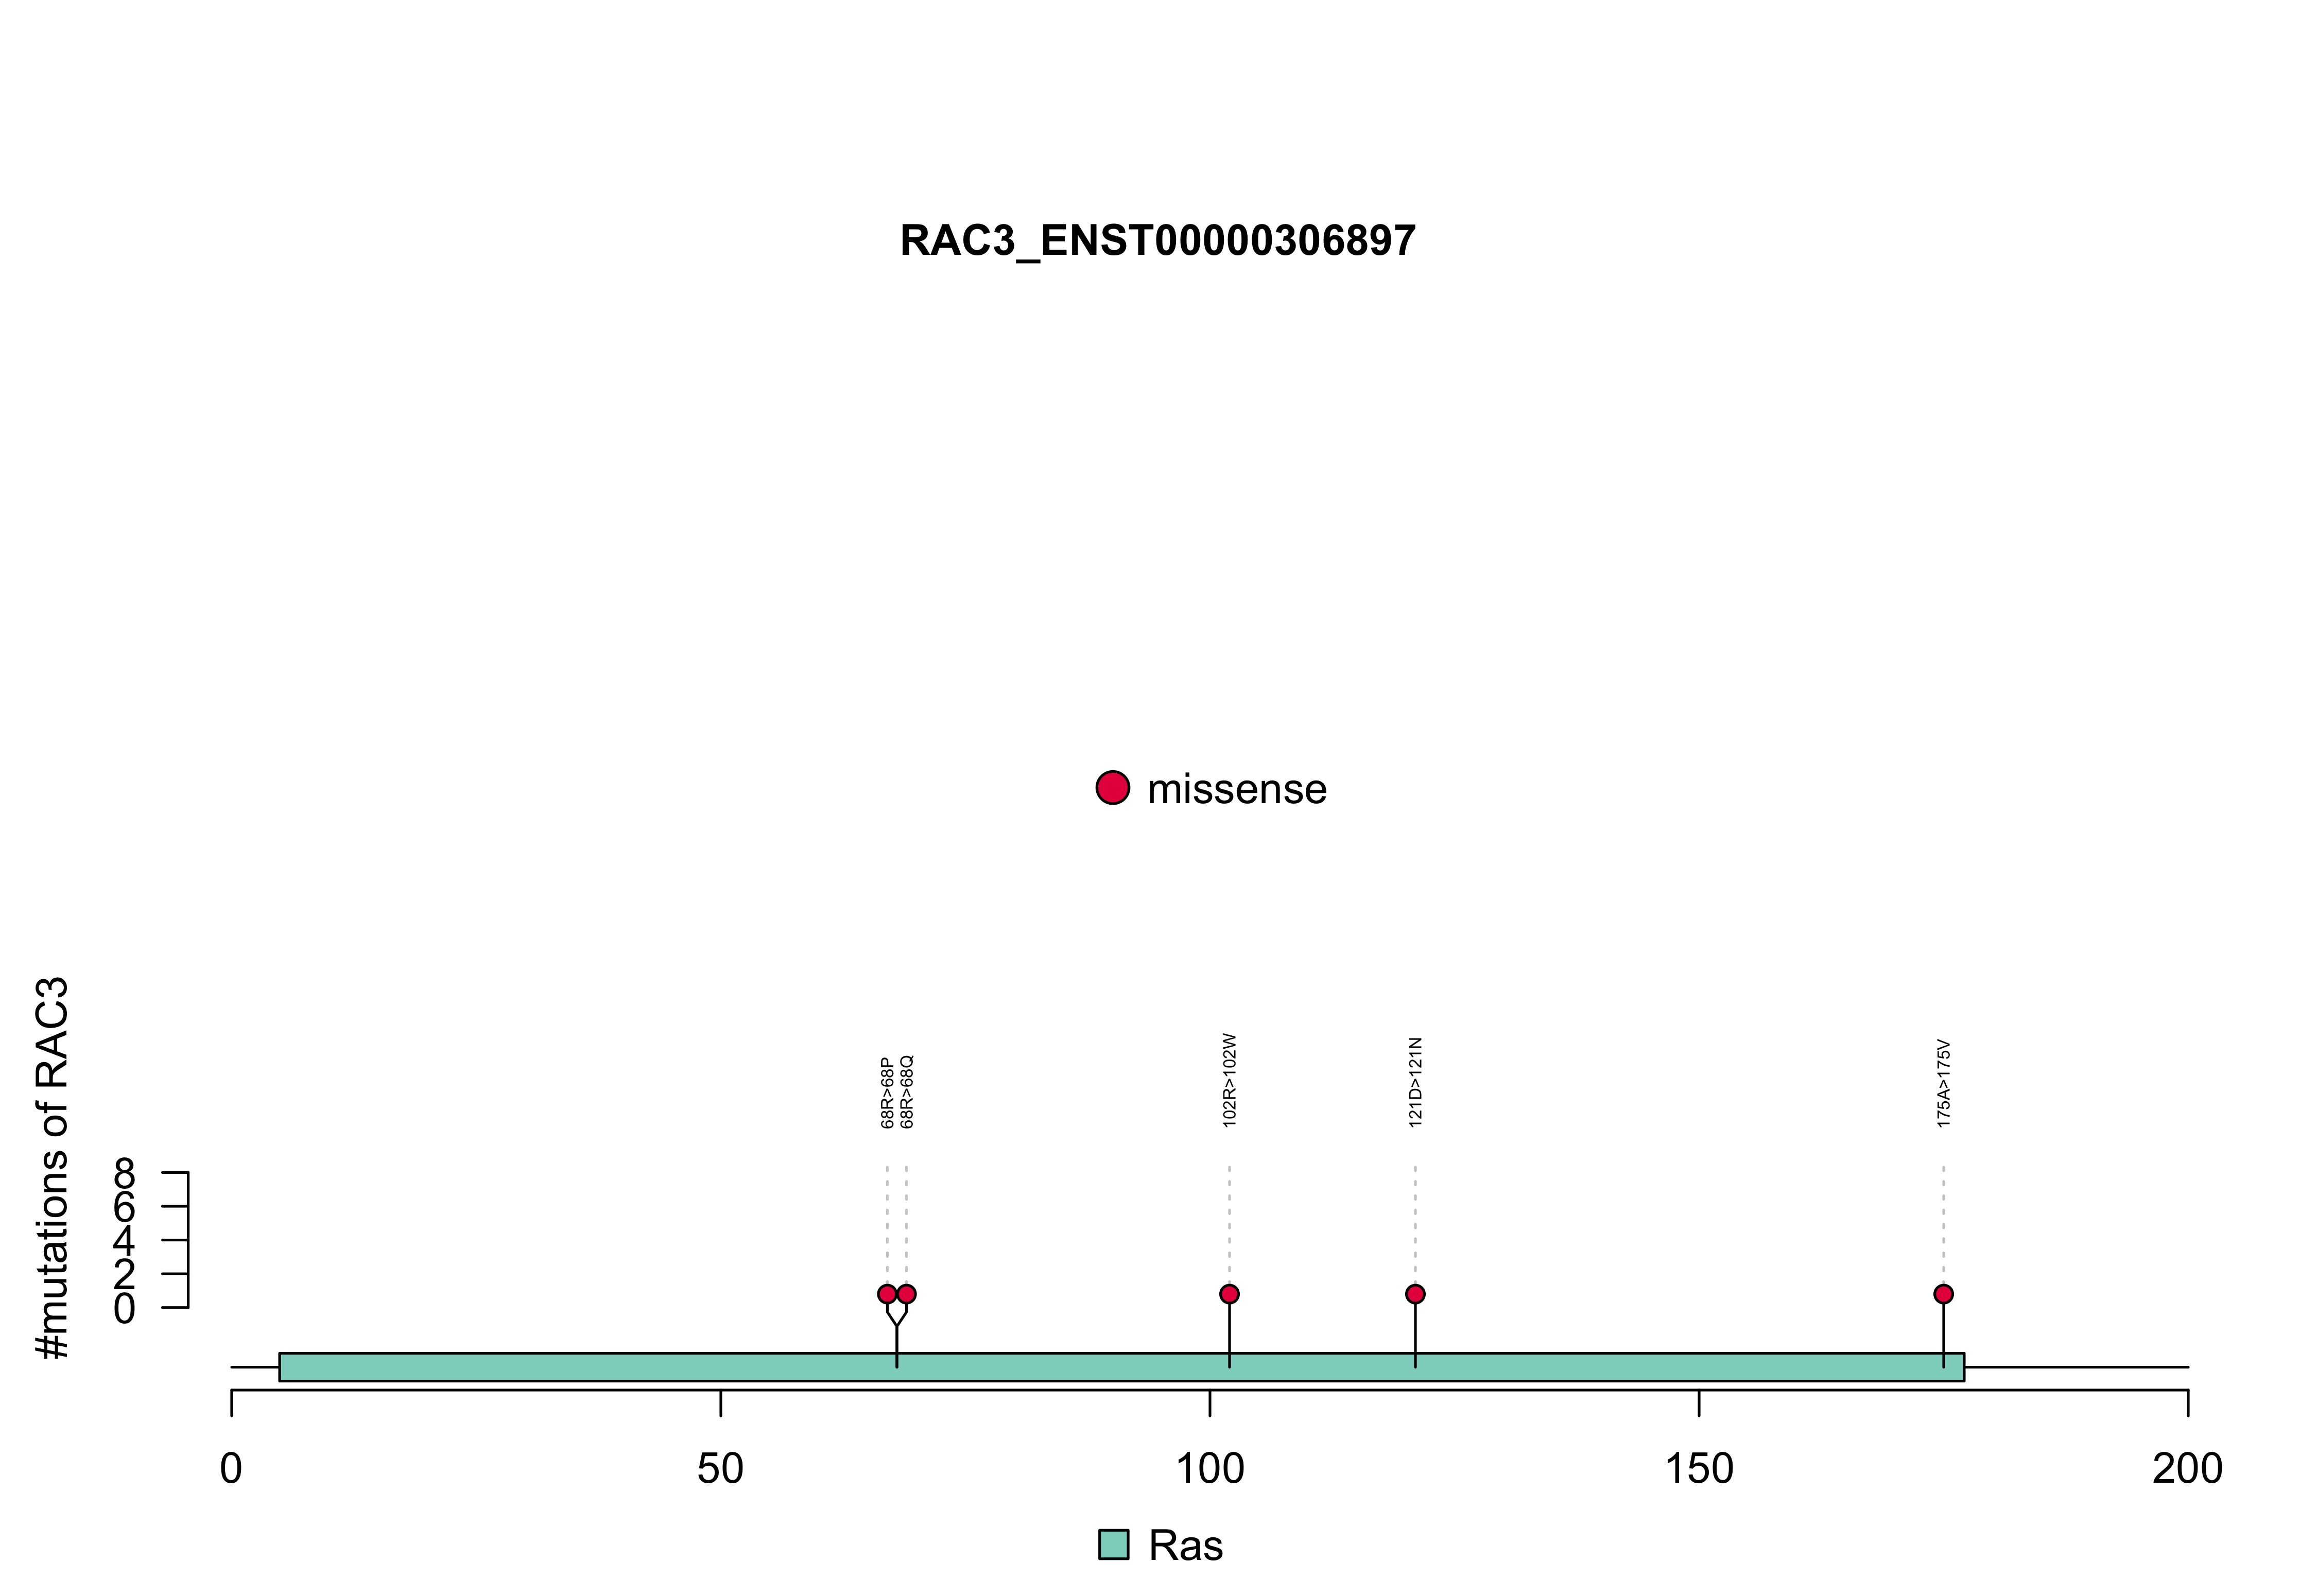 RAC3_ENST00000306897
missense
#mutations of RAC3
8
6
4
2
0
68R>68P
68R>68Q
102R>102W
121D>121N
175A>175V
0 50 100 150 200
Ras